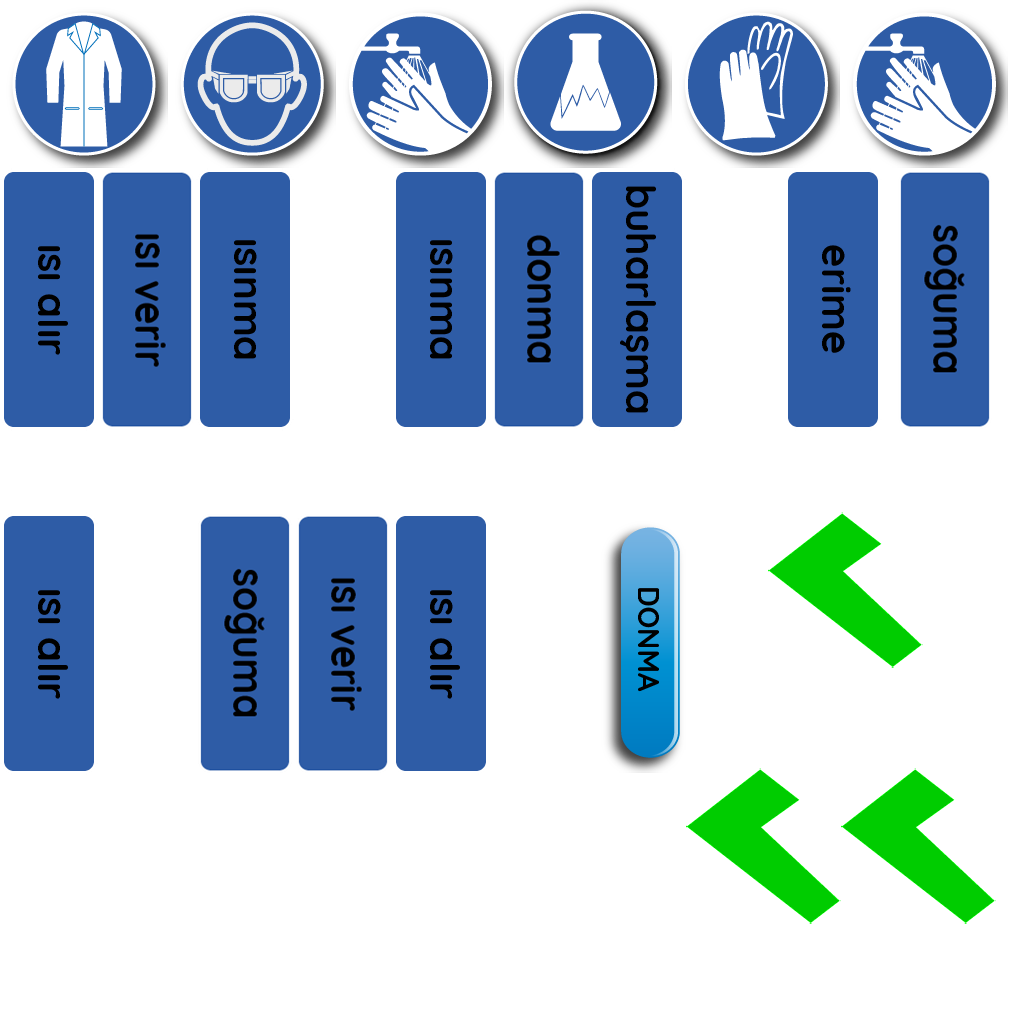 ısı alır
ısı verir
ısınma
ısınma
donma
buharlaşma
erime
soğuma
ısı alır
soğuma
ısı verir
ısı alır
DONMA